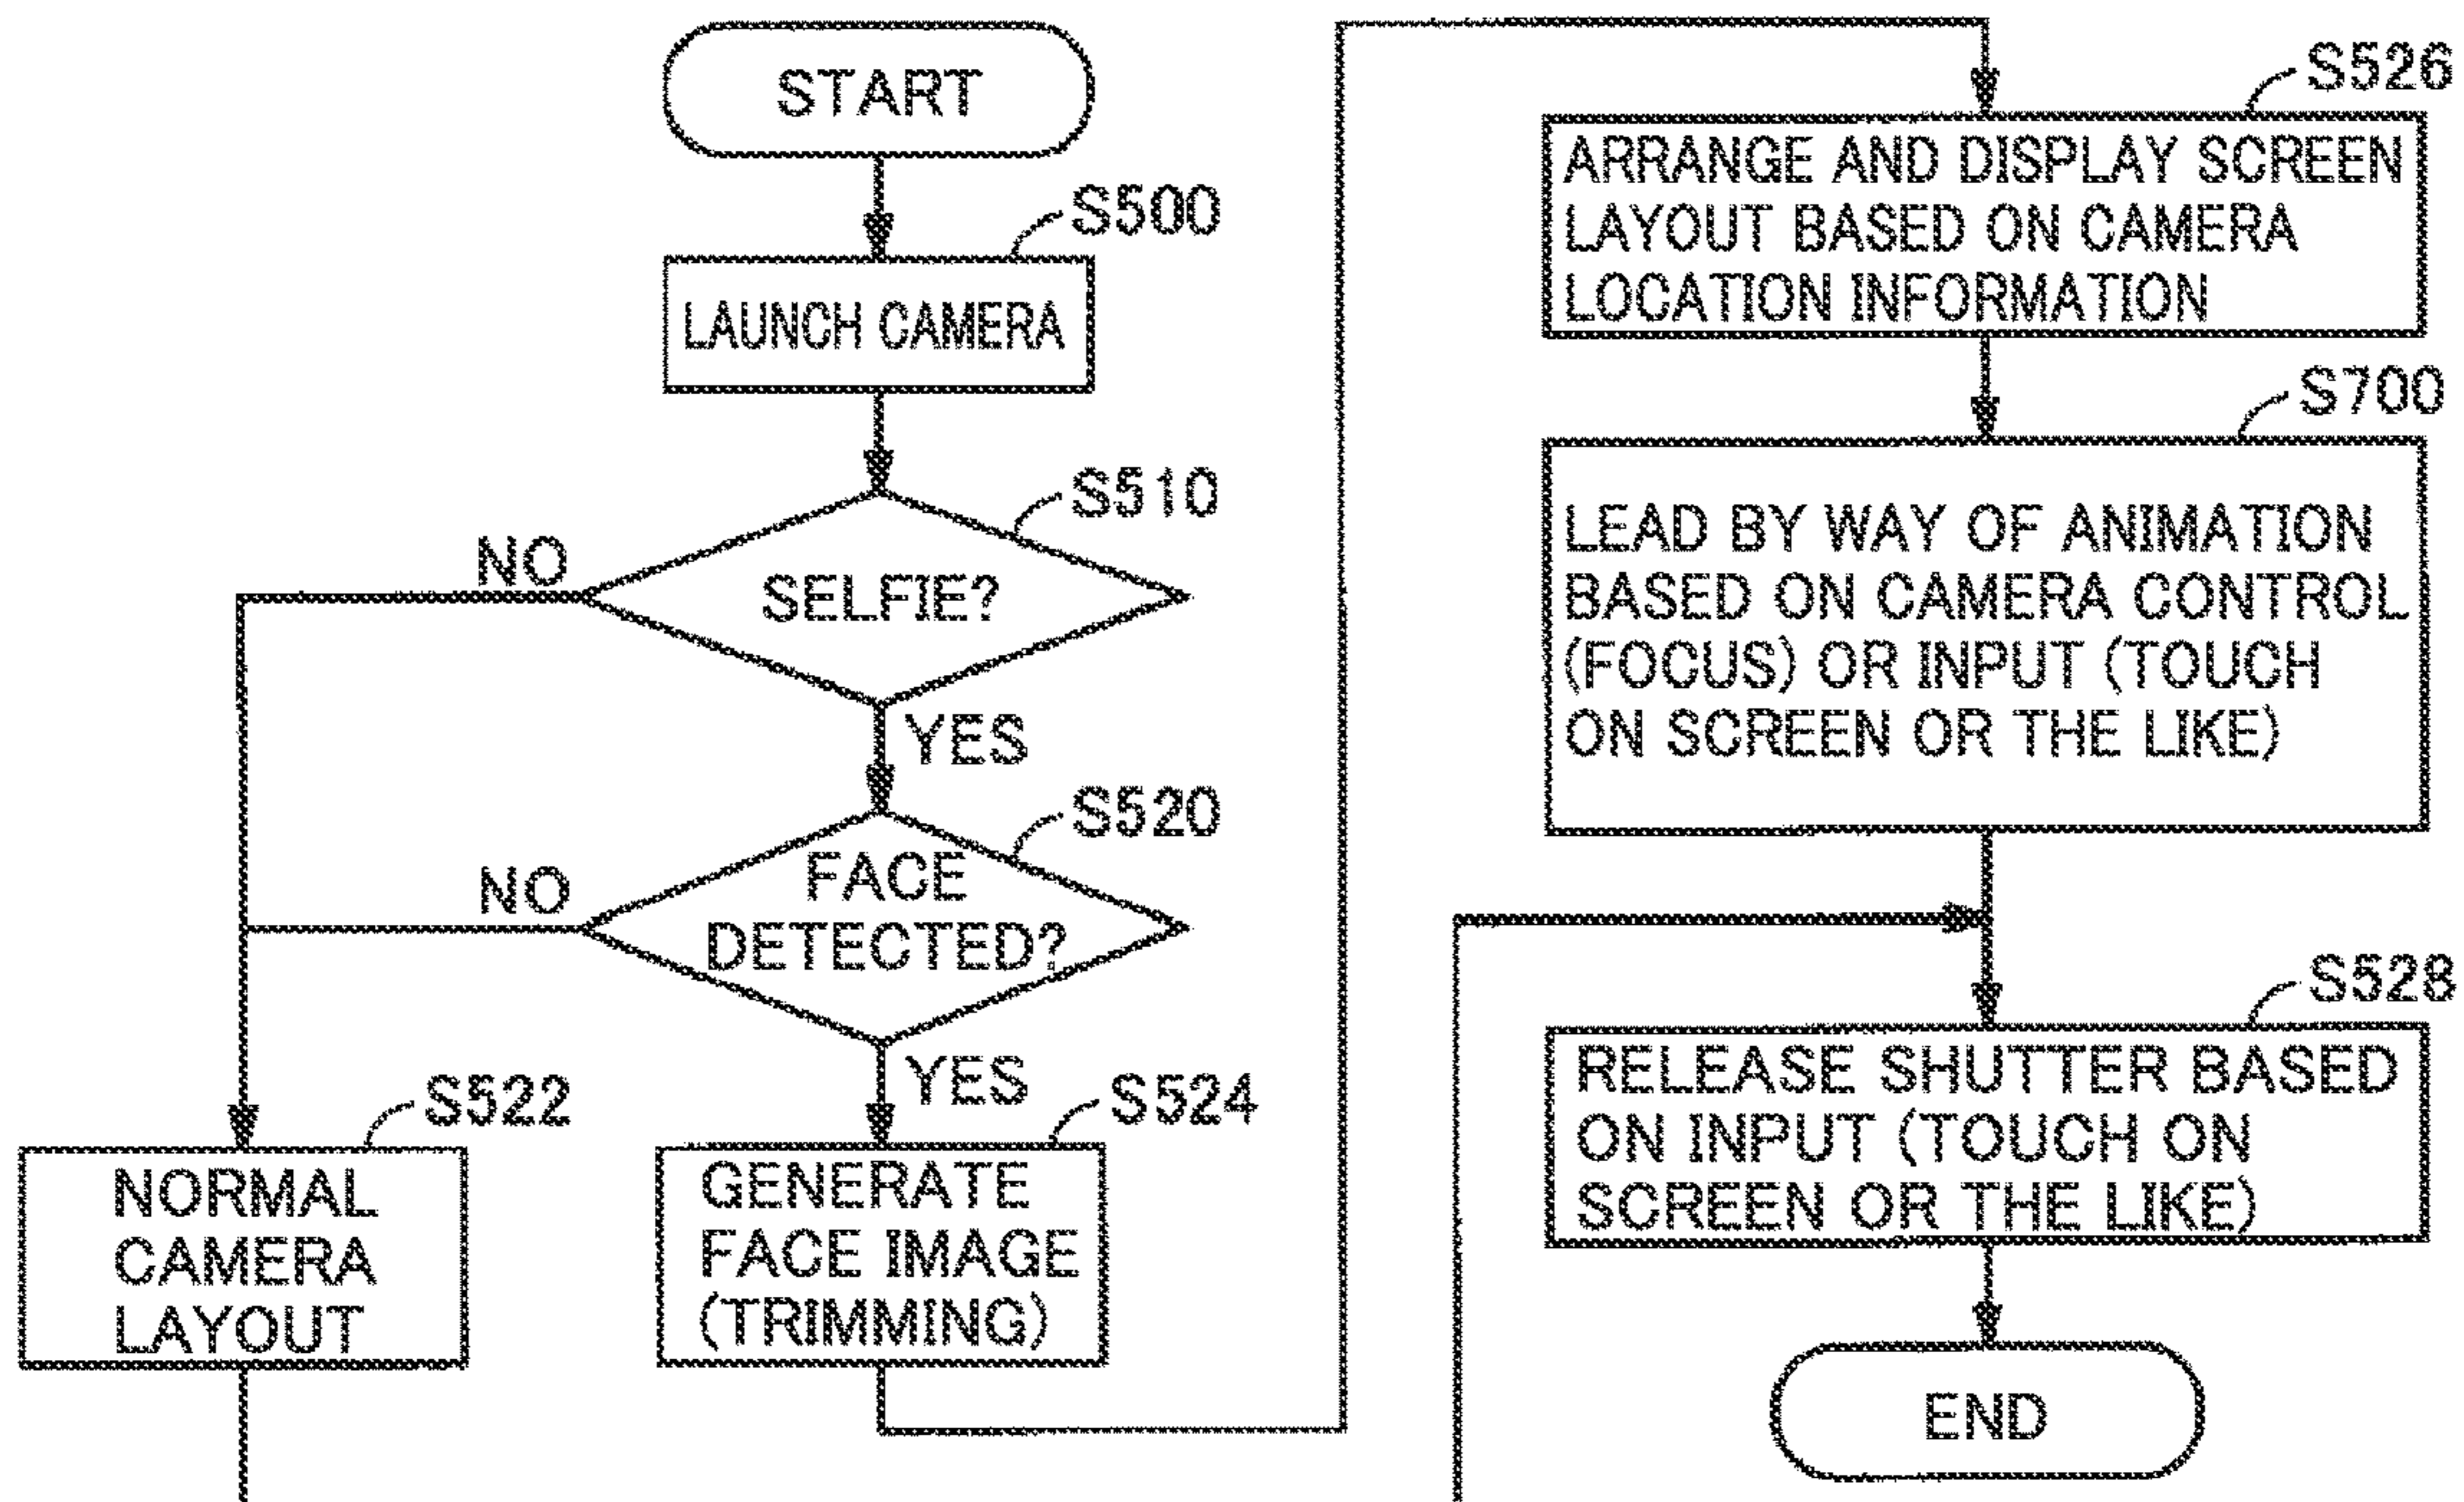 START
S500
LAUNCH CAMERA
S510
NO
SELFIE?
YES
S520
NO
FACE
DETECTED?
YES
S522
NORMAL
CAMERA
LAYOUT
S524
GENERATE
FACE IMAGE
(TRIMMING)
S526
ARRANGE AND DISPLAY SCREEN
LAYOUT BASED ON CAMERA
LOCATION INFORMATION
S700
LEAD BY WAY OF ANIMATION
BASED ON CAMERA CONTROL
(FOCUS) OR INPUT (TOUCH
ON SCREEN OR THE LIKE)
S528
RELEASE SHUTTER BASED
ON INPUT (TOUCH ON
SCREEN OR THE LIKE)
END